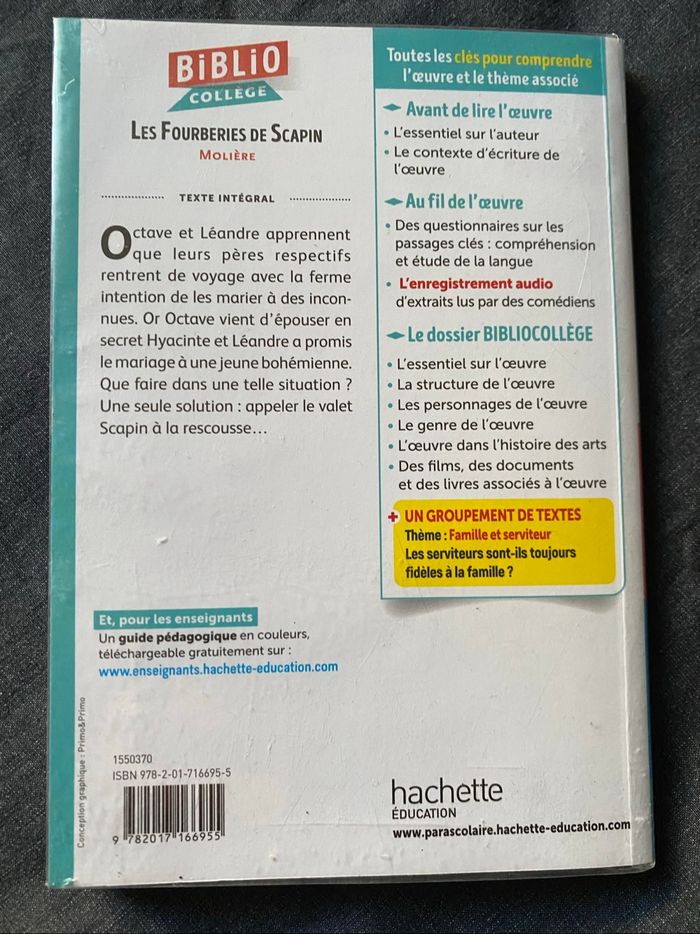 BiBLiO
COLLÈGE
LES FOURBERIES DE SCAPIN
MOLIÈRE
TEXTE INTÉGRAL
Octave et Léandre apprennent
que leurs pères respectifs
rentrent de voyage avec la ferme
intention de les marier à des incon-
nues. Or Octave vient d'épouser en
secret Hyacinte et Léandre a promis
le mariage à une jeune bohémienne.
Que faire dans une telle situation ?
Une seule solution : appeler le valet
Scapin à la rescousse...
Et, pour les enseignants
Un guide pédagogique en couleurs,
téléchargeable gratuitement sur :
www.enseignants.hachette-education.com
Conception graphique : Primo&Primo
1550370
ISBN 978-2-01-716695-5
9 782017 166955
Toutes les clés pour comprendre
l'œuvre et le thème associé
Avant de lire l'œuvre
• L'essentiel sur l'auteur
• Le contexte d'écriture de
l'œuvre
Au fil de l'œuvre
• Des questionnaires sur les
passages clés : compréhension
et étude de la langue
• L'enregistrement audio
d'extraits lus par des comédiens
Le dossier BIBLIOCOLLÈGE
• L'essentiel sur l'œuvre
• La structure de l'œuvre
• Les personnages de l'œuvre
• Le genre de l'œuvre
• L'œuvre dans l'histoire des arts
• Des films, des documents
et des livres associés à l'œuvre
+ UN GROUPEMENT DE TEXTES
Thème : Famille et serviteur
Les serviteurs sont-ils toujours
fidèles à la famille ?
hachette
ÉDUCATION
www.parascolaire.hachette-education.com